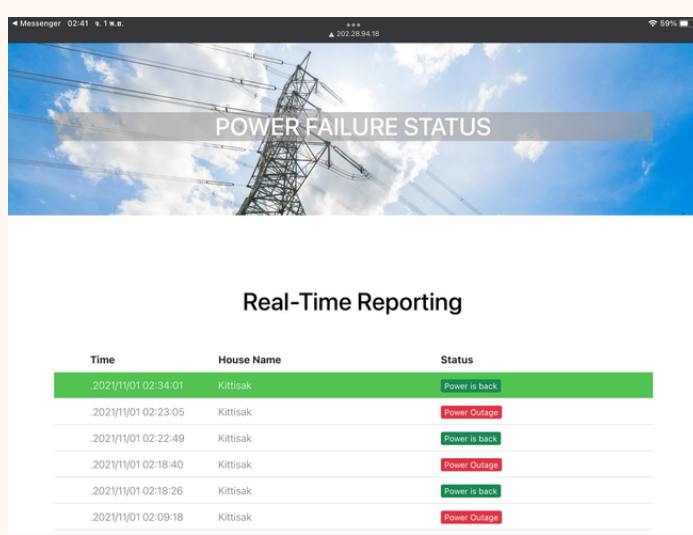 ◄ Messenger 02:41 จ. 1 พ.ย. 59%
▲ 202.28.94.18
POWER FAILURE STATUS
Real-Time Reporting
Time House Name Status
.2021/11/01 02:34:01 Kittisak Power is back
.2021/11/01 02:23:05 Kittisak Power Outage
.2021/11/01 02:22:49 Kittisak Power is back
.2021/11/01 02:18:40 Kittisak Power Outage
.2021/11/01 02:18:26 Kittisak Power is back
.2021/11/01 02:09:18 Kittisak Power Outage